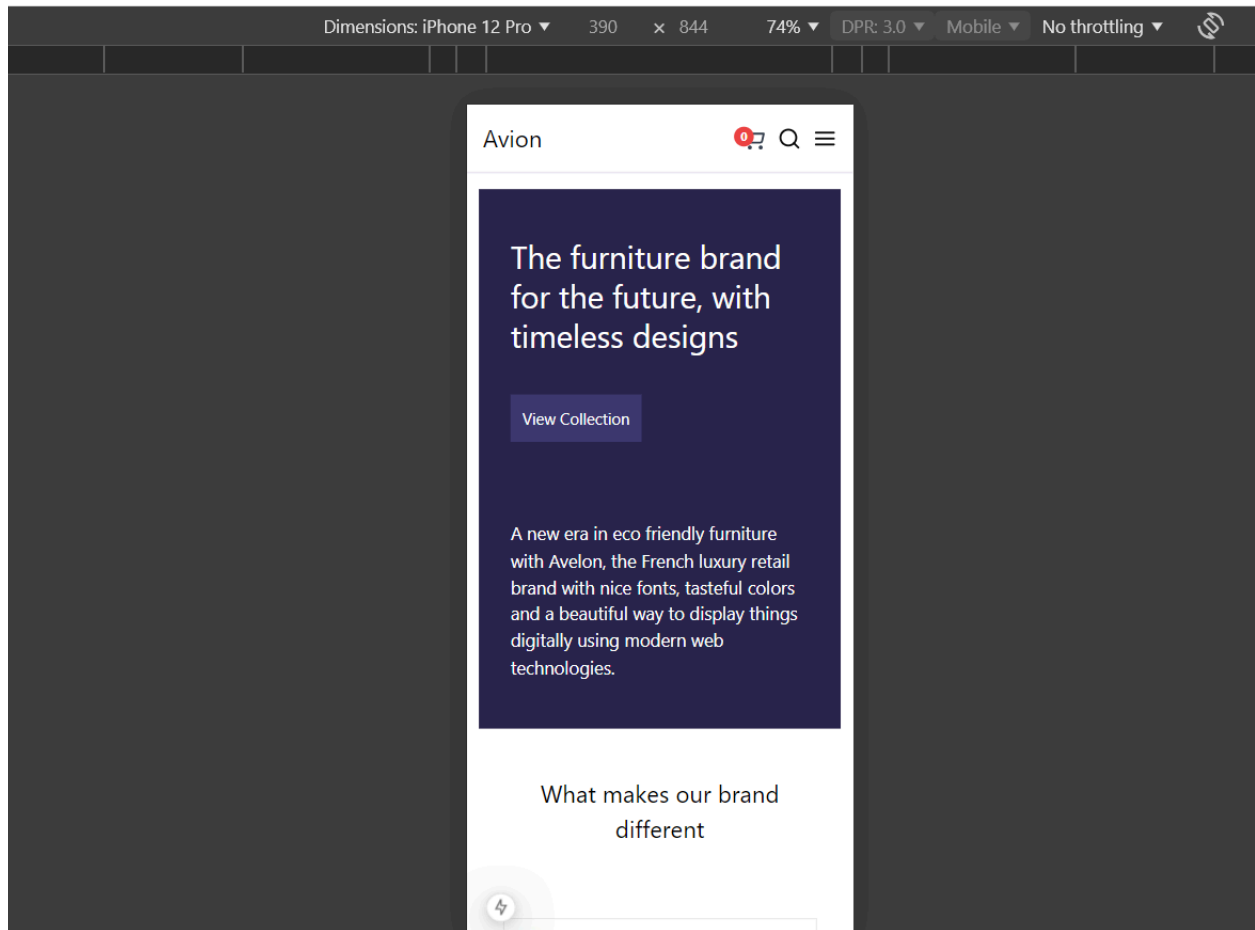 Dimensions: iPhone 12 Pro ▼ 390 × 844 74% ▼ DPR: 3.0 ▼ Mobile ▼ No throttling ▼
Avion 0
The furniture brand
for the future, with
timeless designs
View Collection
A new era in eco friendly furniture
with Avelon, the French luxury retail
brand with nice fonts, tasteful colors
and a beautiful way to display things
digitally using modern web
technologies.
What makes our brand
different